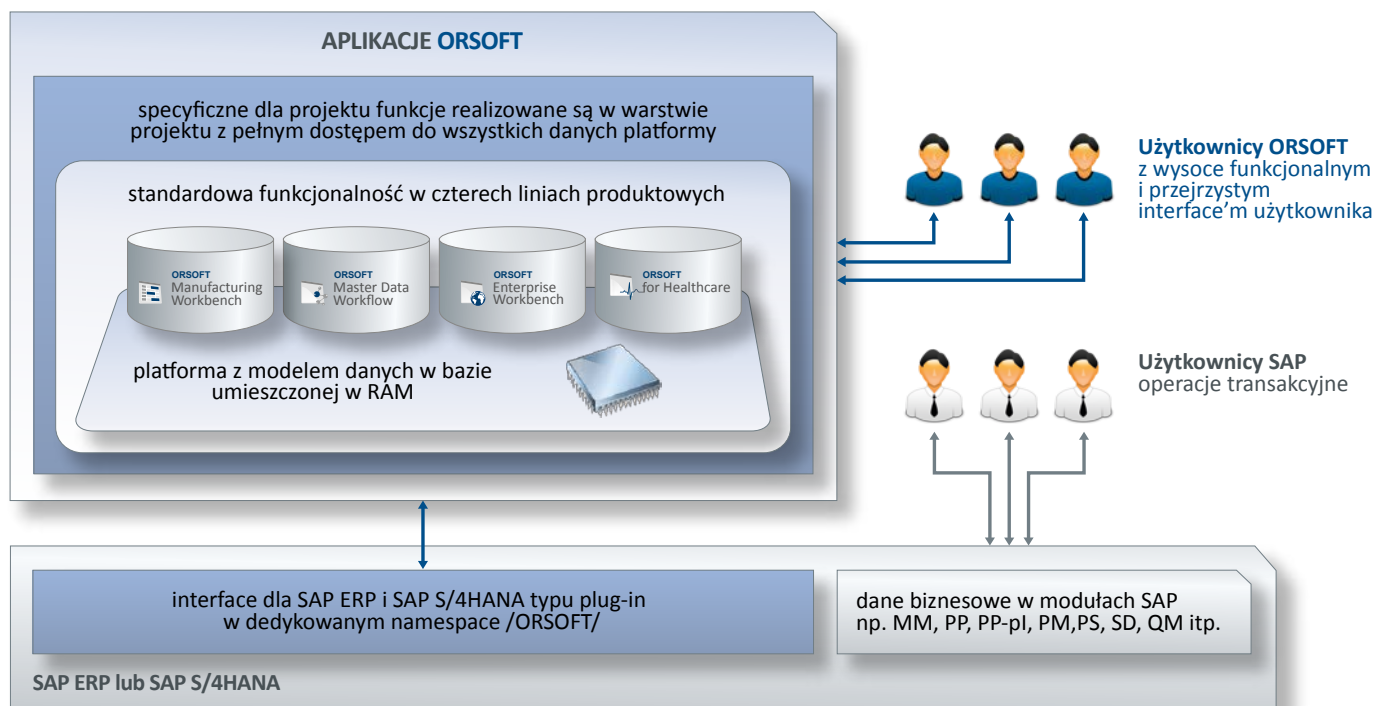 APLIKACJE ORSOFT
specyficzne dla projektu funkcje realizowane są w warstwie
projektu z pełnym dostępem do wszystkich danych platformy
standardowa funkcjonalność w czterech liniach produktowych
ORSOFT
Manufacturing
Workbench
ORSOFT
Master Data
Workflow
ORSOFT
Enterprise
Workbench
ORSOFT
for Healthcare
platforma z modelem danych w bazie
umieszczonej w RAM
Użytkownicy ORSOFT
z wysoce funkcjonalnym
i przejrzystym
interface'm użytkownika
Użytkownicy SAP
operacje transakcyjne
interface dla SAP ERP i SAP S/4HANA typu plug-in
w dedykowanym namespace /ORSOFT/
dane biznesowe w modułach SAP
np. MM, PP, PP-pI, PM,PS, SD, QM itp.
SAP ERP lub SAP S/4HANA